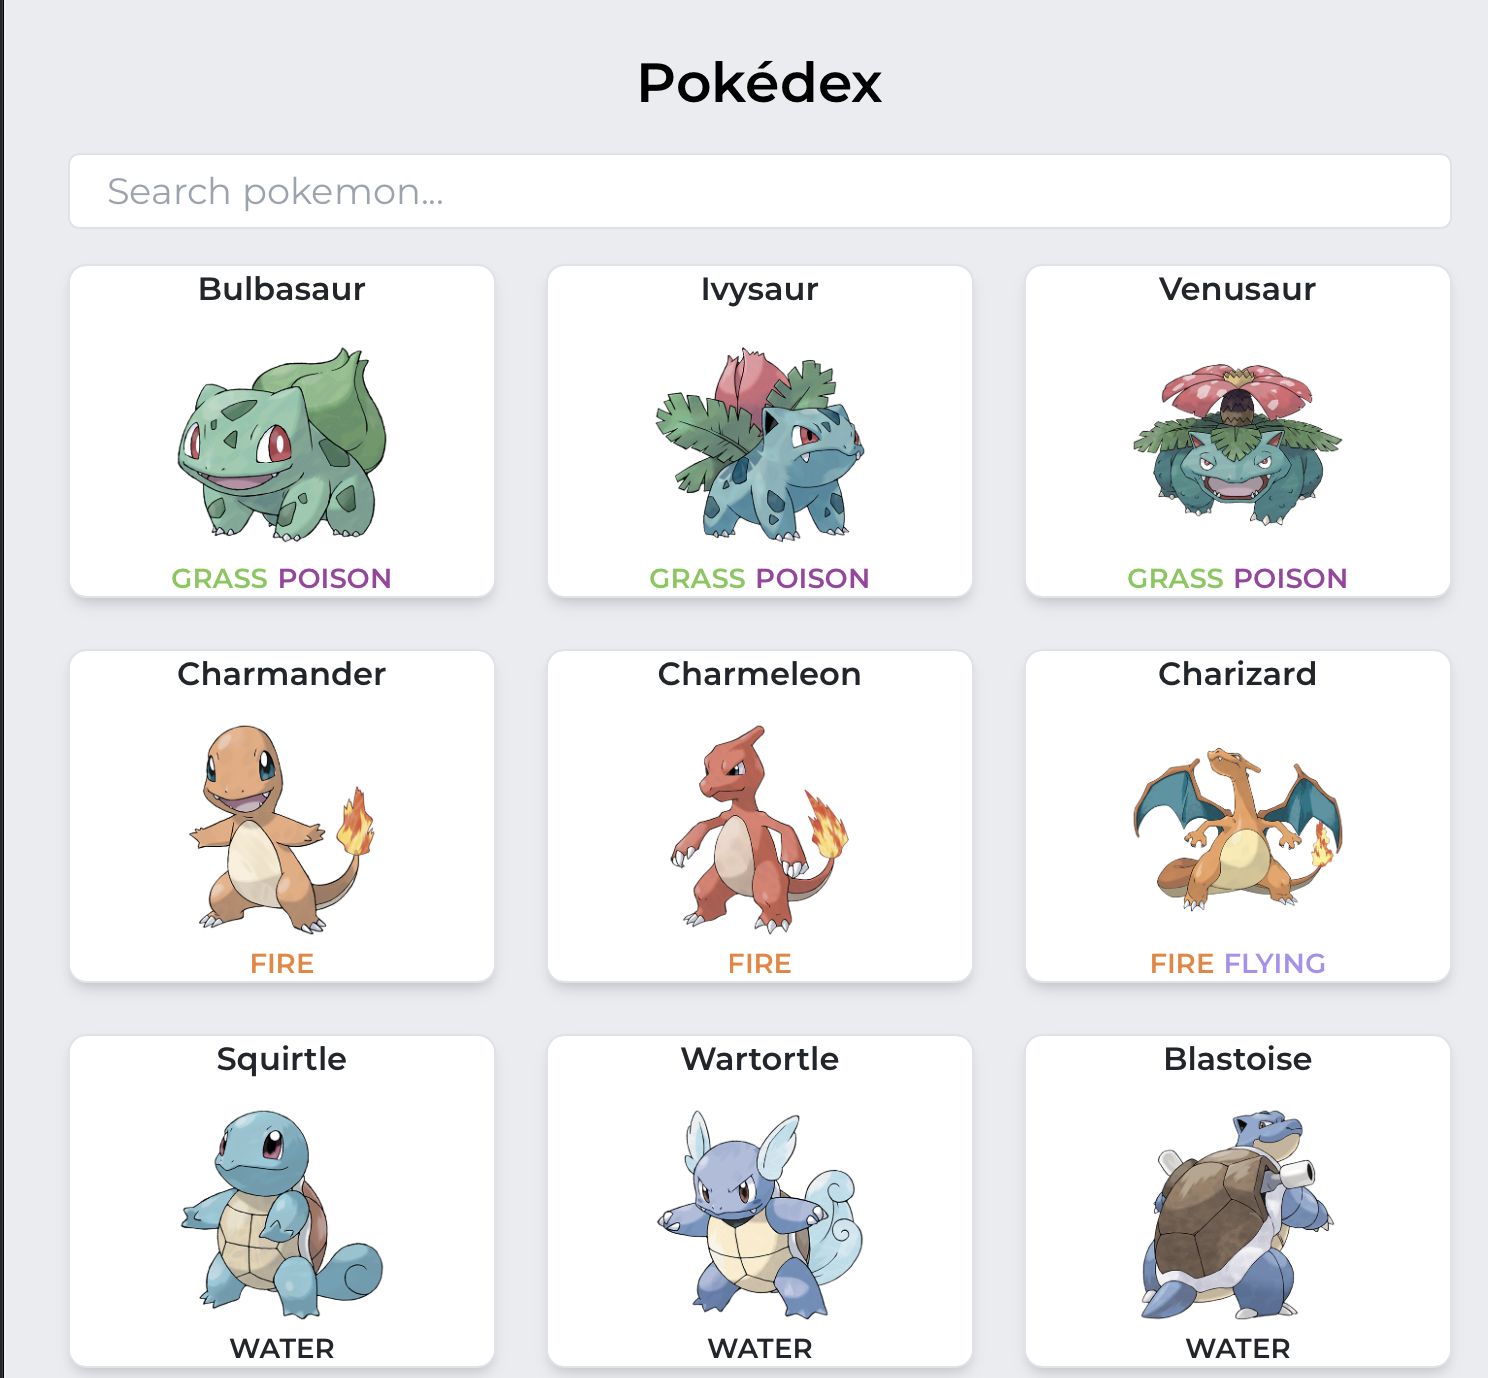 Pokédex
Search pokemon...
Bulbasaur
GRASS POISON
Ivysaur
GRASS POISON
Venusaur
GRASS POISON
Charmander
FIRE
Charmeleon
FIRE
Charizard
FIRE FLYING
Squirtle
WATER
Wartortle
WATER
Blastoise
WATER